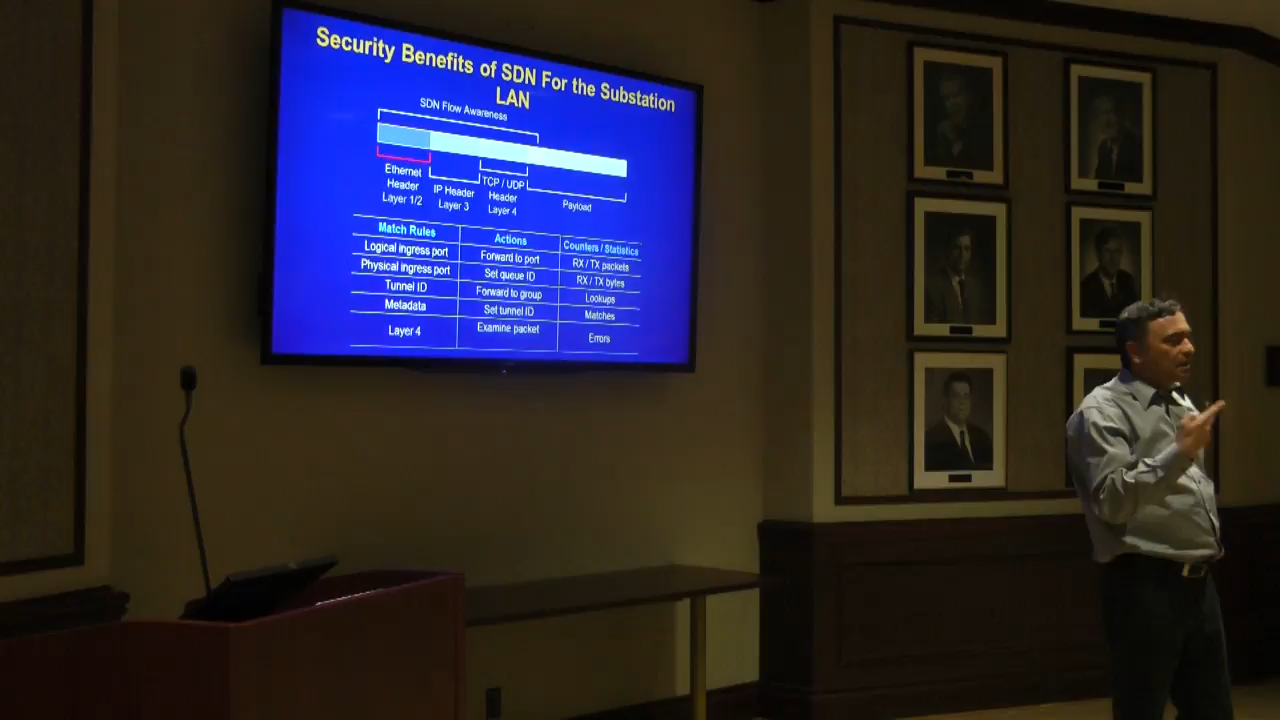 Security Benefits of SDN For the Substation
LAN
SDN Flow Awareness
Ethernet
Header
Layer 1/2
IP Header
Layer 3
TCP / UDP
Header
Layer 4
Payload
Match Rules Actions Counters / Statistics
Logical ingress port Forward to port RX / TX packets
Physical ingress port Set queue ID RX / TX bytes
Tunnel ID Forward to group Lookups
Metadata Set tunnel ID Matches
Layer 4 Examine packet Errors